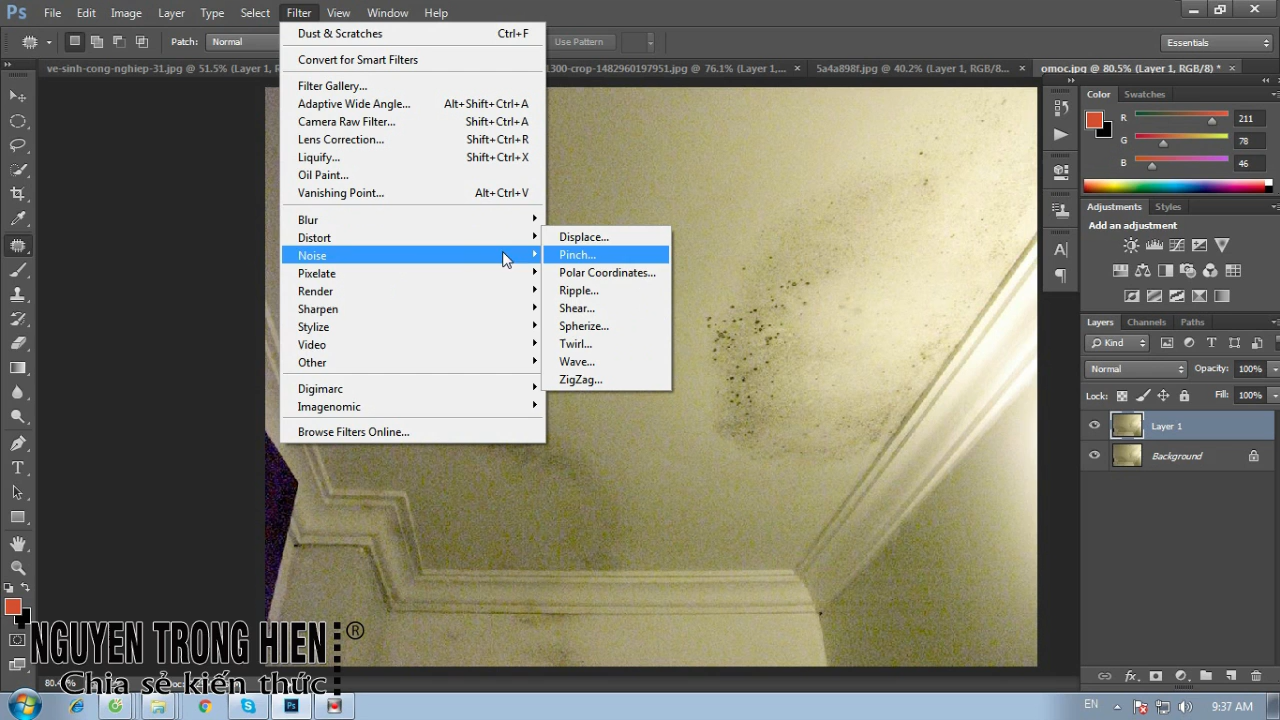 Ps File Edit Image Layer Type Select Filter View Window Help
Patch: Normal Use Pattern Essentials
ve-sinh-cong-nghiep-31.jpg @ 51.5% (Layer 1, R 1300-crop-1482960197951.jpg @ 76.1% (Layer 1,... × 5a4a898f.jpg @ 40.2% (Layer 1, RGB/8... × omoc.jpg @ 80.5% (Layer 1, RGB/8) * ×
Dust & Scratches Ctrl+F
Convert for Smart Filters
Filter Gallery...
Adaptive Wide Angle... Alt+Shift+Ctrl+A
Camera Raw Filter... Shift+Ctrl+A
Lens Correction... Shift+Ctrl+R
Liquify... Shift+Ctrl+X
Oil Paint...
Vanishing Point... Alt+Ctrl+V
Blur
Distort
Noise
Pixelate
Render
Sharpen
Stylize
Video
Other
Digimarc
Imagenomic
Browse Filters Online...
Displace...
Pinch...
Polar Coordinates...
Ripple...
Shear...
Spherize...
Twirl...
Wave...
ZigZag...
Color Swatches
R 211
G 78
B 46
Adjustments Styles
Add an adjustment
Layers Channels Paths
Kind
Normal Opacity: 100%
Lock: Fill: 100%
Layer 1
Background
NGUYEN TRONG HIEN ®
Chia sẻ kiến thức
EN 9:37 AM